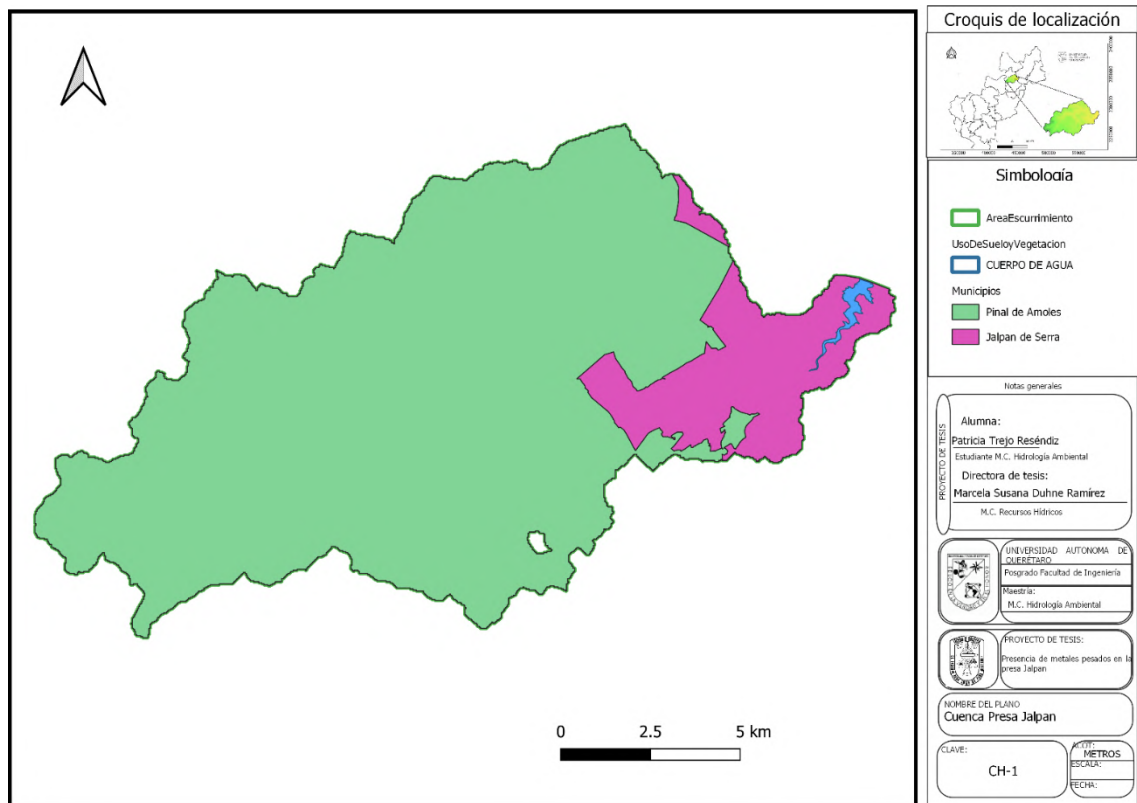 0 2.5 5 km
Croquis de localización
Simbología
AreaEscurrimiento
UsoDeSueloyVegetacion
CUERPO DE AGUA
Municipios
Pinal de Amoles
Jalpan de Serra
Notas generales
PROYECTO DE TESIS
Alumna:
Patricia Trejo Reséndiz
Estudiante M.C. Hidrología Ambiental
Directora de tesis:
Marcela Susana Duhne Ramírez
M.C. Recursos Hídricos
UNIVERSIDAD AUTONOMA DE
QUERÉTARO
Posgrado Facultad de Ingeniería
Maestría:
M.C. Hidrología Ambiental
PROYECTO DE TESIS:
Presencia de metales pesados en la
presa Jalpan
NOMBRE DEL PLANO
Cuenca Presa Jalpan
CLAVE:
CH-1
ACOT:
METROS
ESCALA:
FECHA: